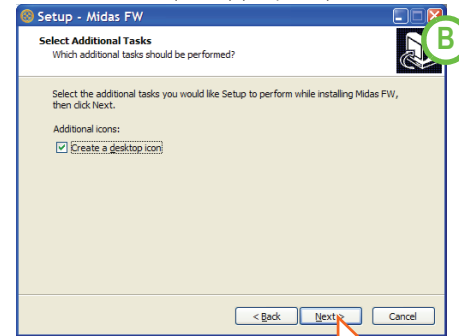 Setup - Midas FW
B
Select Additional Tasks
Which additional tasks should be performed?
Select the additional tasks you would like Setup to perform while installing Midas FW,
then click Next.
Additional icons:
Create a desktop icon
< Back Next > Cancel